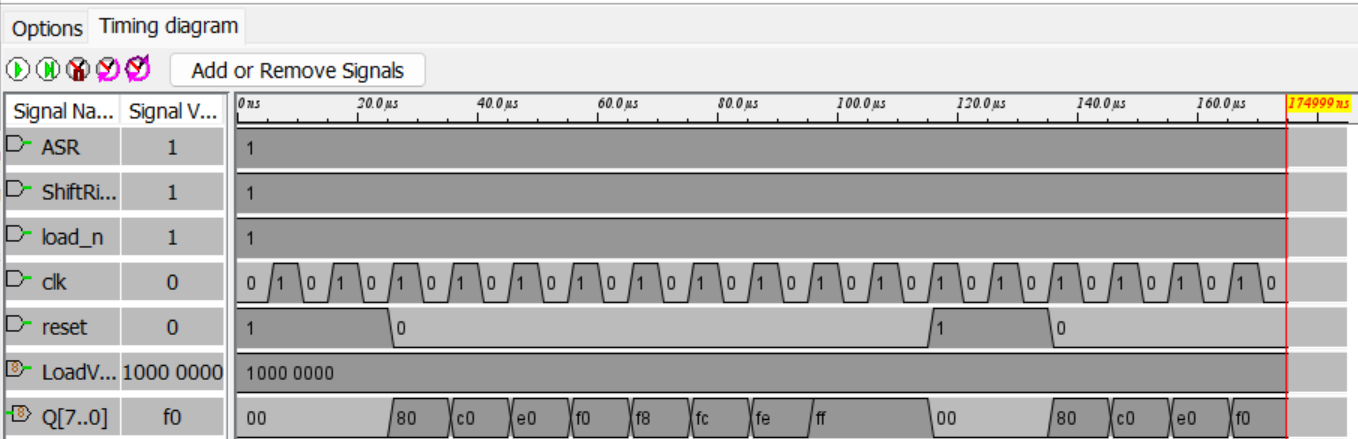 Options Timing diagram
Add or Remove Signals
Signal Na... Signal V... 0 ns 20.0 µs 40.0 µs 60.0 µs 80.0 µs 100.0 µs 120.0 µs 140.0 µs 160.0 µs 174999 ns
ASR 1 1
ShiftRi... 1 1
load_n 1 1
clk 0 0 1 0 1 0 1 0 1 0 1 0 1 0 1 0 1 0 1 0 1 0 1 0 1 0 1 0 1 0 1 0 1 0 1 0
reset 0 1 0 1 0
8 LoadV... 1000 0000 1000 0000
8 Q[7..0] f0 00 80 c0 e0 f0 f8 fc fe ff 00 80 c0 e0 f0